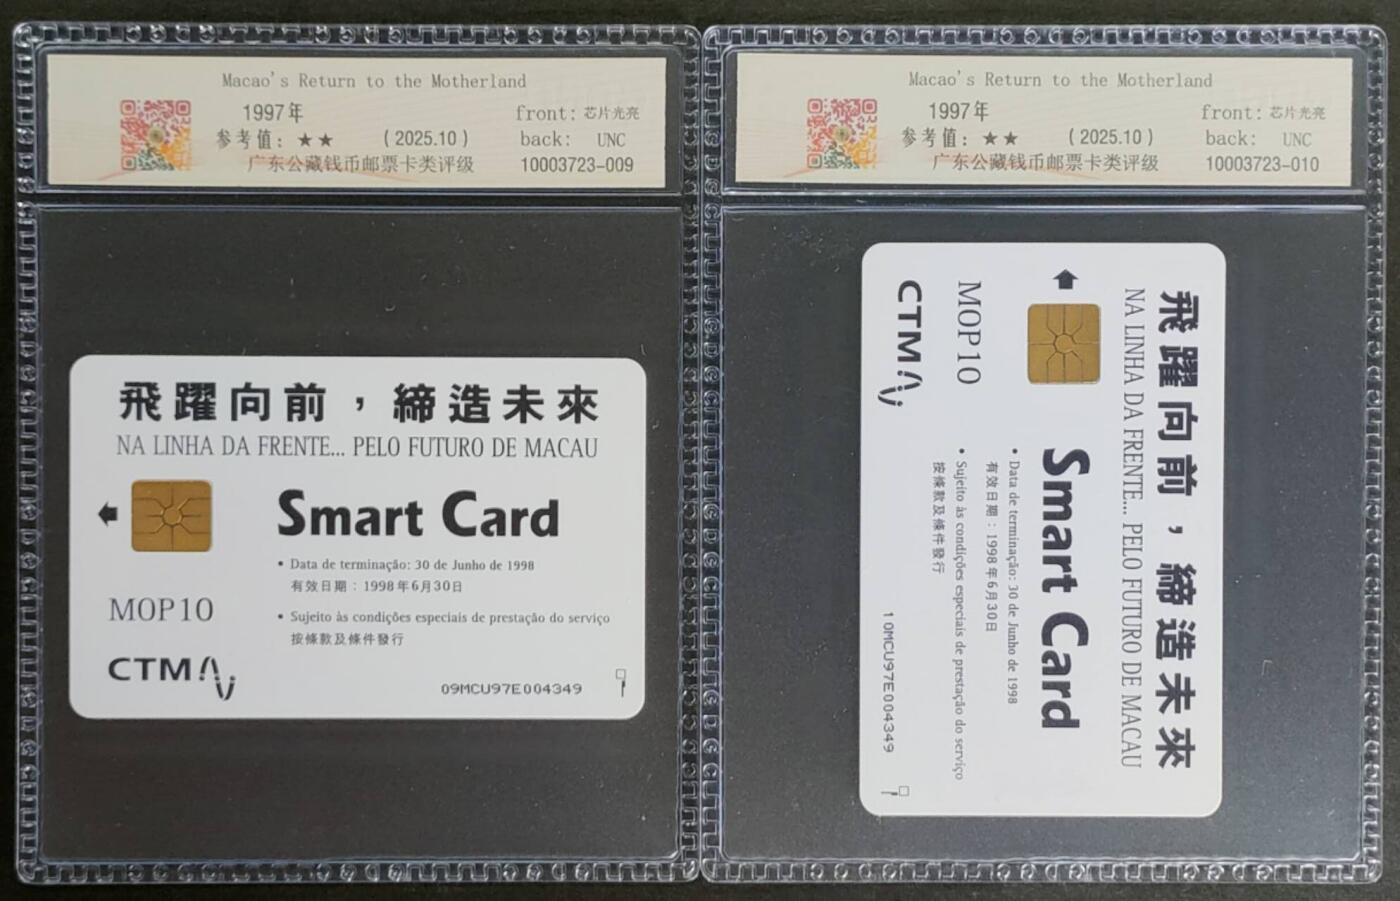 Macao's Return to the Motherland
1997年
front: 芯片光亮
参考值: ★★ (2025.10)
back: UNC
广东公藏钱币邮票卡类评级
10003723-009
飛躍向前，締造未來
NA LINHA DA FRENTE... PELO FUTURO DE MACAU
Smart Card
• Data de terminação: 30 de Junho de 1998
有效日期：1998年6月30日
MOP10
• Sujeito às condições especiais de prestação do serviço
按條款及條件發行
CTM
09MCU97E004349
Macao's Return to the Motherland
1997年
front: 芯片光亮
参考值: ★★ (2025.10)
back: UNC
广东公藏钱币邮票卡类评级
10003723-010
飛躍向前，締造未來
NA LINHA DA FRENTE... PELO FUTURO DE MACAU
Smart Card
• Data de terminação: 30 de Junho de 1998
有效日期：1998年6月30日
MOP10
• Sujeito às condições especiais de prestação do serviço
按條款及條件發行
CTM
10MCU97E004349